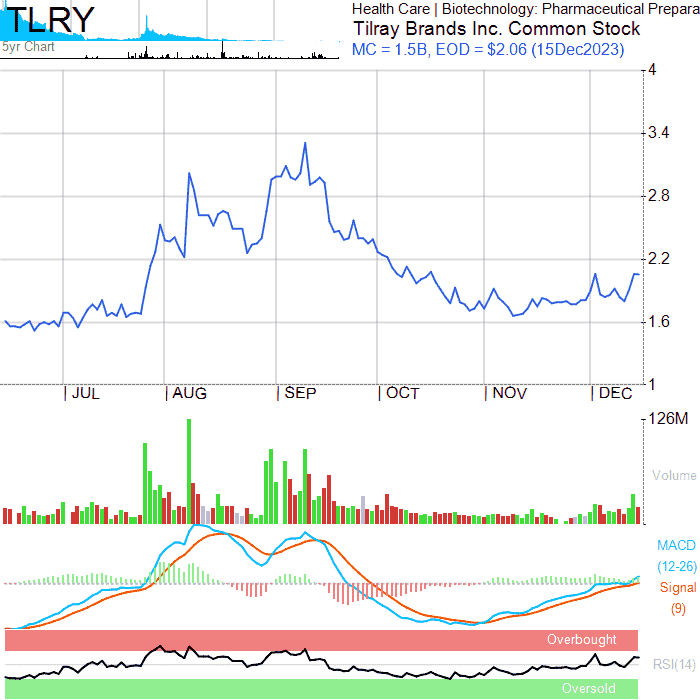 TLRY
5yr Chart
Health Care | Biotechnology: Pharmaceutical Prepara
Tilray Brands Inc. Common Stock
MC = 1.5B, EOD = $2.06 (15Dec2023)
4
3.4
2.8
2.2
1.6
1
JUL AUG SEP OCT NOV DEC
126M
Volume
MACD
(12-26)
Signal
(9)
Overbought
RSI(14)
Oversold